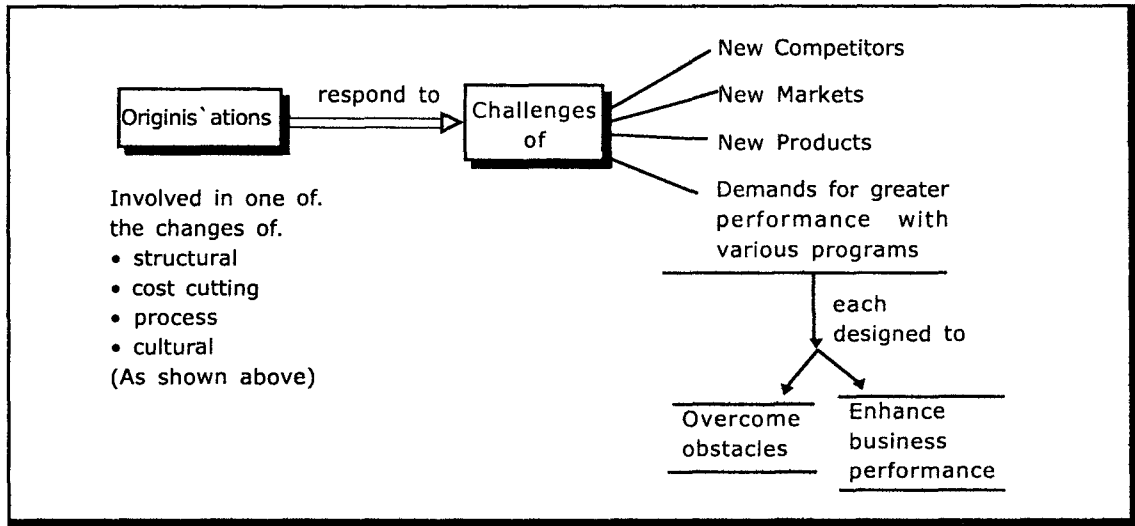 Originis`ations
respond to
Challenges
of
New Competitors
New Markets
New Products
Demands for greater
performance with
various programs
each
designed to
Overcome
obstacles
Enhance
business
performance
Involved in one of.
the changes of.
• structural
• cost cutting
• process
• cultural
(As shown above)